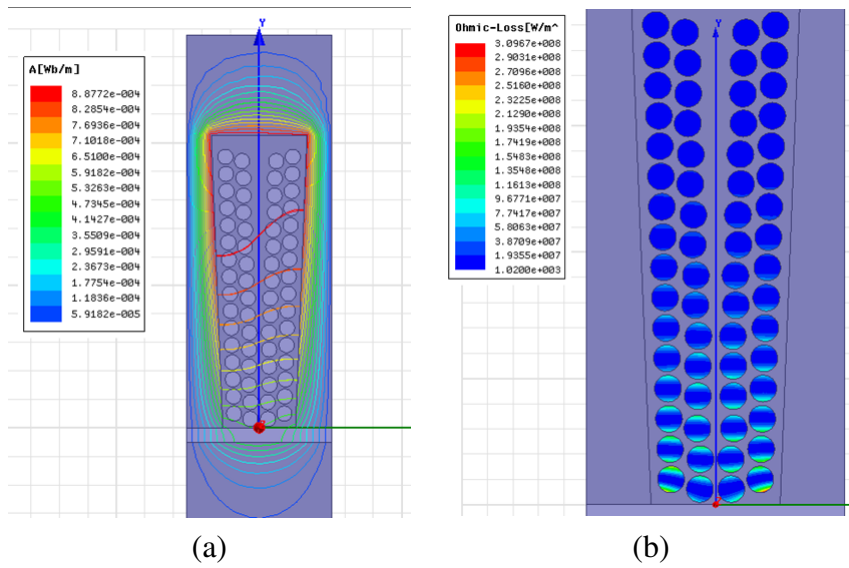 A[Wb/m]
8.8772e-004
8.2854e-004
7.6936e-004
7.1018e-004
6.5100e-004
5.9182e-004
5.3263e-004
4.7345e-004
4.1427e-004
3.5509e-004
2.9591e-004
2.3673e-004
1.7754e-004
1.1836e-004
5.9182e-005
Y
(a)
Ohmic-Loss[W/m^
3.0967e+008
2.9031e+008
2.7096e+008
2.5160e+008
2.3225e+008
2.1290e+008
1.9354e+008
1.7419e+008
1.5483e+008
1.3548e+008
1.1613e+008
9.6771e+007
7.7417e+007
5.8063e+007
3.8709e+007
1.9355e+007
1.0200e+003
Y
(b)